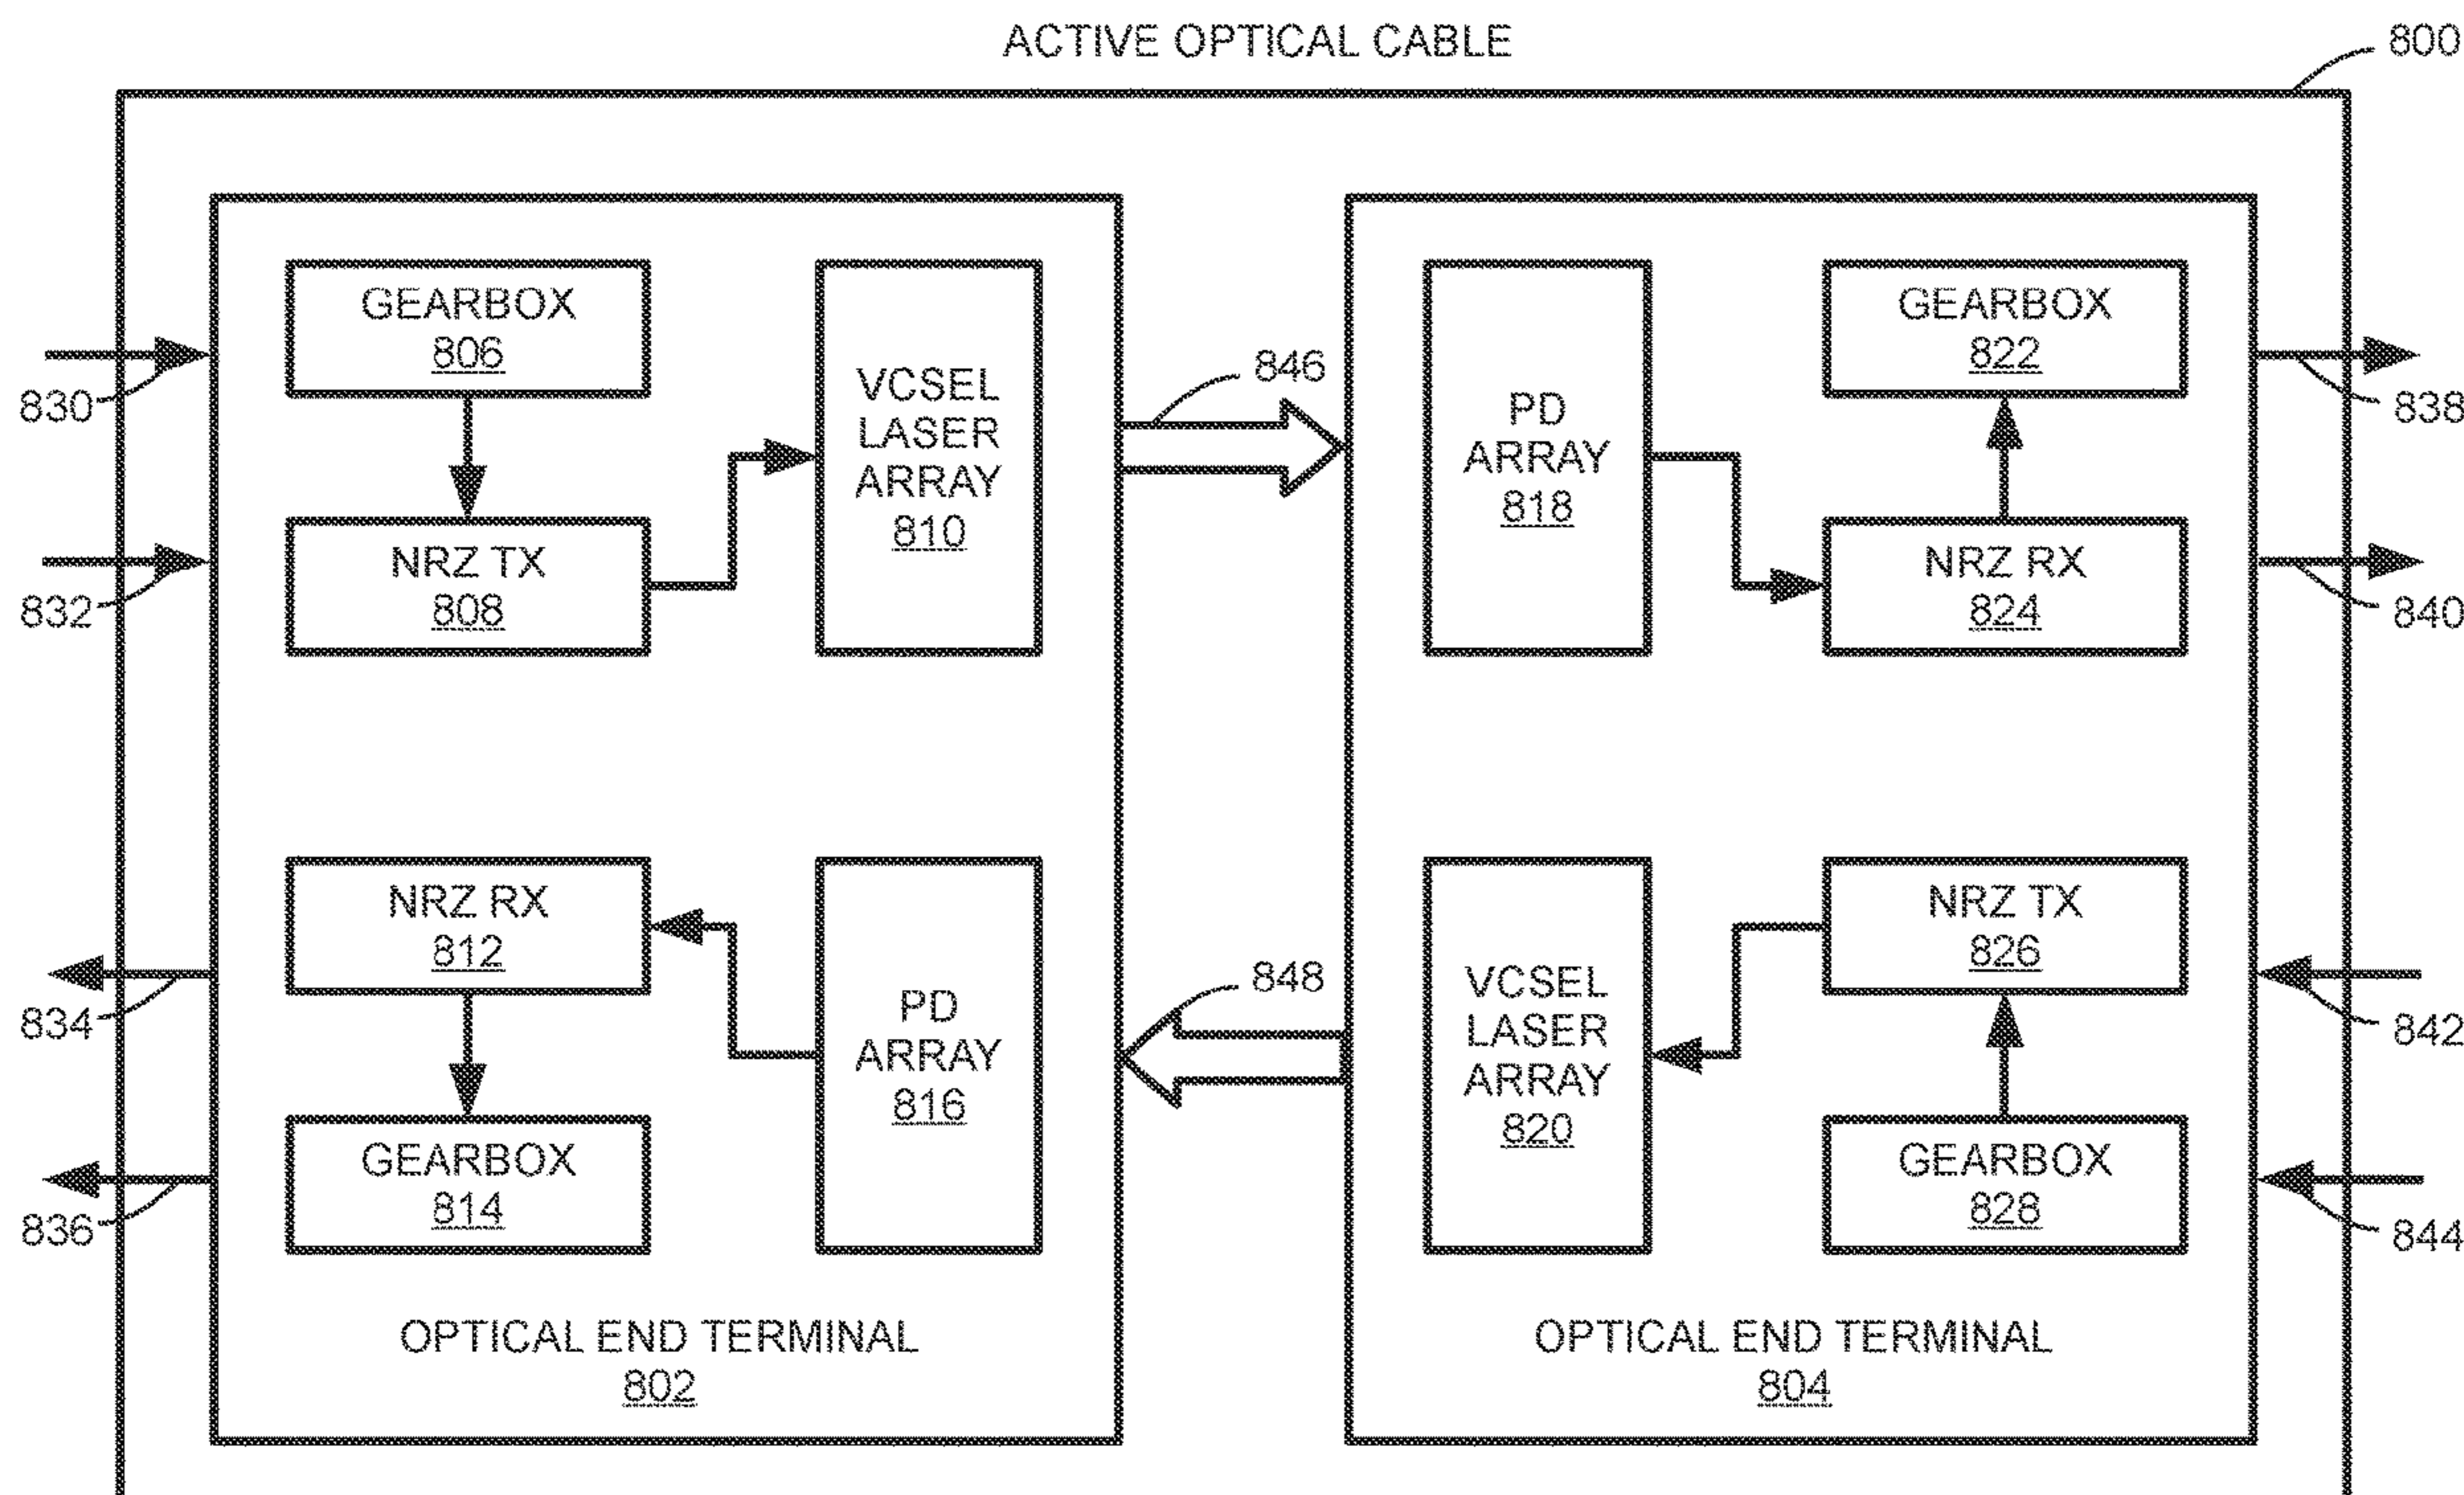 ACTIVE OPTICAL CABLE
800
GEARBOX
806
NRZ TX
808
VCSEL
LASER
ARRAY
810
NRZ RX
812
GEARBOX
814
PD
ARRAY
816
OPTICAL END TERMINAL
802
830
832
834
836
846
848
PD
ARRAY
818
GEARBOX
822
NRZ RX
824
VCSEL
LASER
ARRAY
820
NRZ TX
826
GEARBOX
828
OPTICAL END TERMINAL
804
838
840
842
844